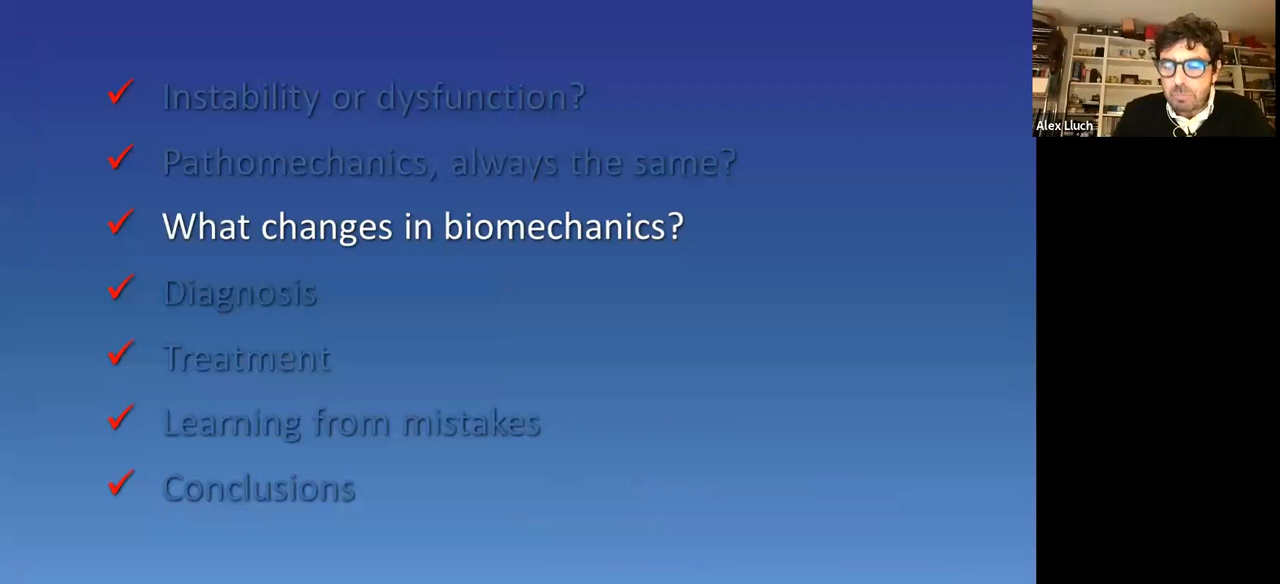 Instability or dysfunction?
Pathomechanics, always the same?
What changes in biomechanics?
Diagnosis
Treatment
Learning from mistakes
Conclusions
Alex Lluch